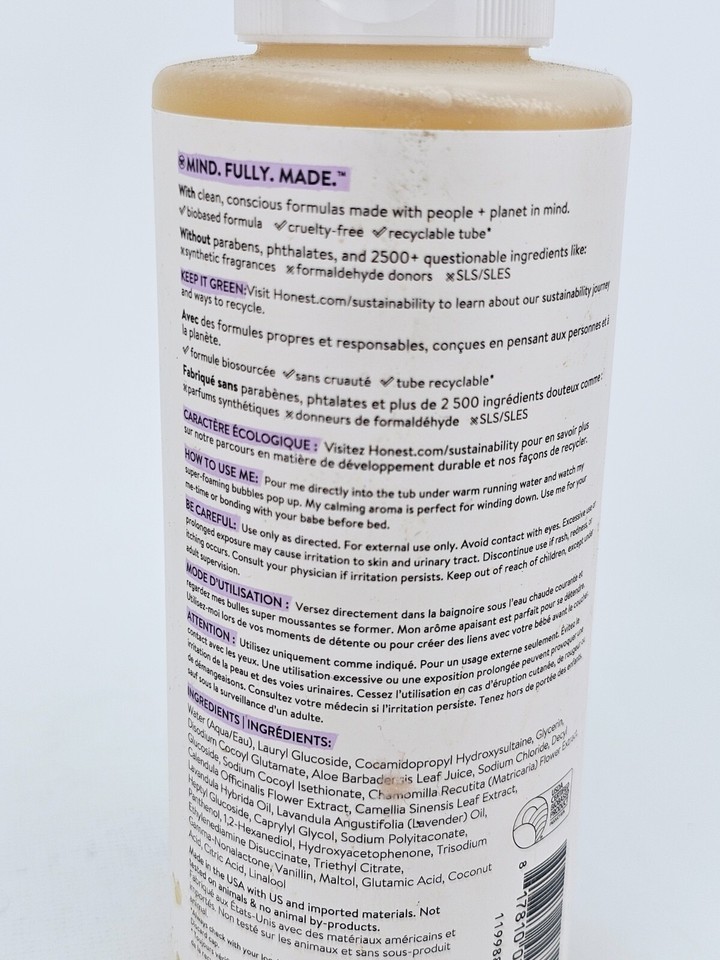 MIND. FULLY. MADE.™
With clean, conscious formulas made with people + planet in mind.
✓biobased formula ✓cruelty-free ✓recyclable tube*
Without parabens, phthalates, and 2500+ questionable ingredients like:
×synthetic fragrances ×formaldehyde donors ×SLS/SLES
KEEP IT GREEN: Visit Honest.com/sustainability to learn about our sustainability journey
and ways to recycle.
Avec des formules propres et responsables, conçues en pensant aux personnes et à
la planète.
✓formule biosourcée ✓sans cruauté ✓tube recyclable*
Fabriqué sans parabènes, phtalates et plus de 2 500 ingrédients douteux comme:
×parfums synthétiques ×donneurs de formaldéhyde ×SLS/SLES
CARACTÈRE ÉCOLOGIQUE : Visitez Honest.com/sustainability pour en savoir plus
sur notre parcours en matière de développement durable et nos façons de recycler.
HOW TO USE ME: Pour me directly into the tub under warm running water and watch my
super-foaming bubbles pop up. My calming aroma is perfect for winding down. Use me for your
me-time or bonding with your babe before bed.
BE CAREFUL: Use only as directed. For external use only. Avoid contact with eyes. Excessive use or
prolonged exposure may cause irritation to skin and urinary tract. Discontinue use if rash, redness, or
itching occurs. Consult your physician if irritation persists. Keep out of reach of children, except under
adult supervision.
MODE D'UTILISATION : Versez directement dans la baignoire sous l'eau chaude courante et
regardez mes bulles super moussantes se former. Mon arôme apaisant est parfait pour se détendre.
Utilisez-moi lors de vos moments de détente ou pour créer des liens avec votre bébé avant le coucher.
ATTENTION : Utilisez uniquement comme indiqué. Pour un usage externe seulement. Évitez le
contact avec les yeux. Une utilisation excessive ou une exposition prolongée peuvent provoquer une
irritation de la peau et des voies urinaires. Cessez l'utilisation en cas d'éruption cutanée, de rougeur ou
de démangeaisons. Consultez votre médecin si l'irritation persiste. Tenez hors de portée des enfants,
sauf sous la surveillance d'un adulte.
INGREDIENTS | INGRÉDIENTS:
Water (Aqua/Eau), Lauryl Glucoside, Cocamidopropyl Hydroxysultaine, Glycerin,
Disodium Cocoyl Glutamate, Aloe Barbadensis Leaf Juice, Sodium Chloride, Decyl
Glucoside, Sodium Cocoyl Isethionate, Chamomilla Recutita (Matricaria) Flower Extract,
Calendula Officinalis Flower Extract, Camellia Sinensis Leaf Extract,
Lavandula Hybrida Oil, Lavandula Angustifolia (Lavender) Oil,
Heptyl Glucoside, Caprylyl Glycol, Sodium Polyitaconate,
Panthenol, 1,2-Hexanediol, Hydroxyacetophenone, Trisodium
Ethylenediamine Disuccinate, Triethyl Citrate,
Gamma-Nonalactone, Vanillin, Maltol, Glutamic Acid, Coconut
Acid, Citric Acid, Linalool
Made in the USA with US and imported materials. Not
tested on animals & no animal by-products.
Fabriqué aux États-Unis avec des matériaux américains et
importés. Non testé sur les animaux et sans sous-produit
animal.
*Always check with your
8 17810 0